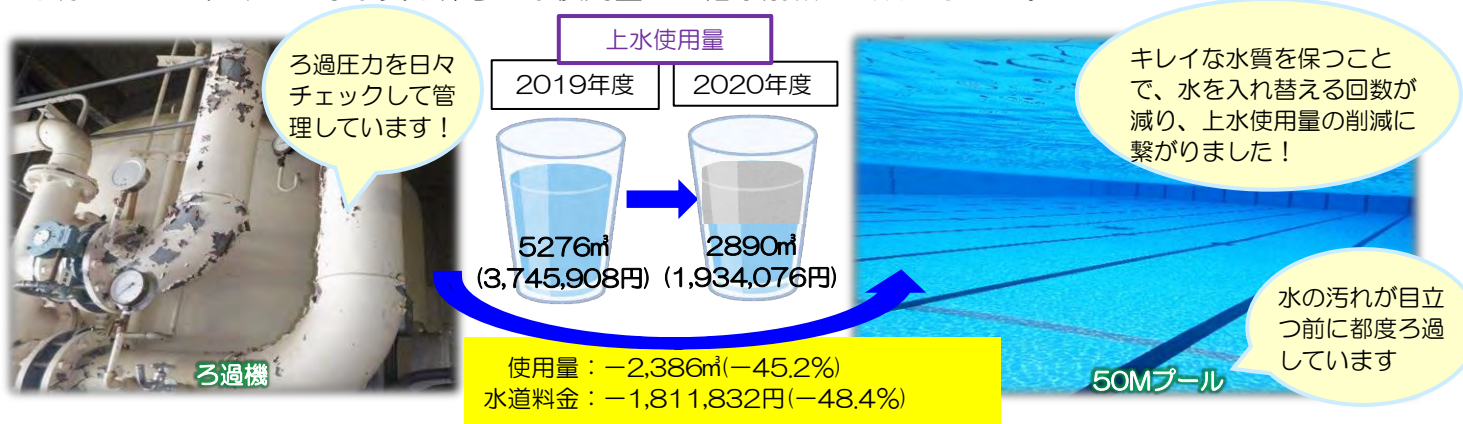 上水使用量
ろ過圧力を日々
チェックして管
理しています！
2019年度
2020年度
5276㎥
(3,745,908円)
2890㎥
(1,934,076円)
キレイな水質を保つこと
で、水を入れ替える回数が
減り、上水使用量の削減に
繋がりました！
水の汚れが目立
つ前に都度ろ過
しています
ろ過機
50Mプール
使用量：－2,386㎥(－45.2%)
水道料金：－1,811,832円(－48.4%)